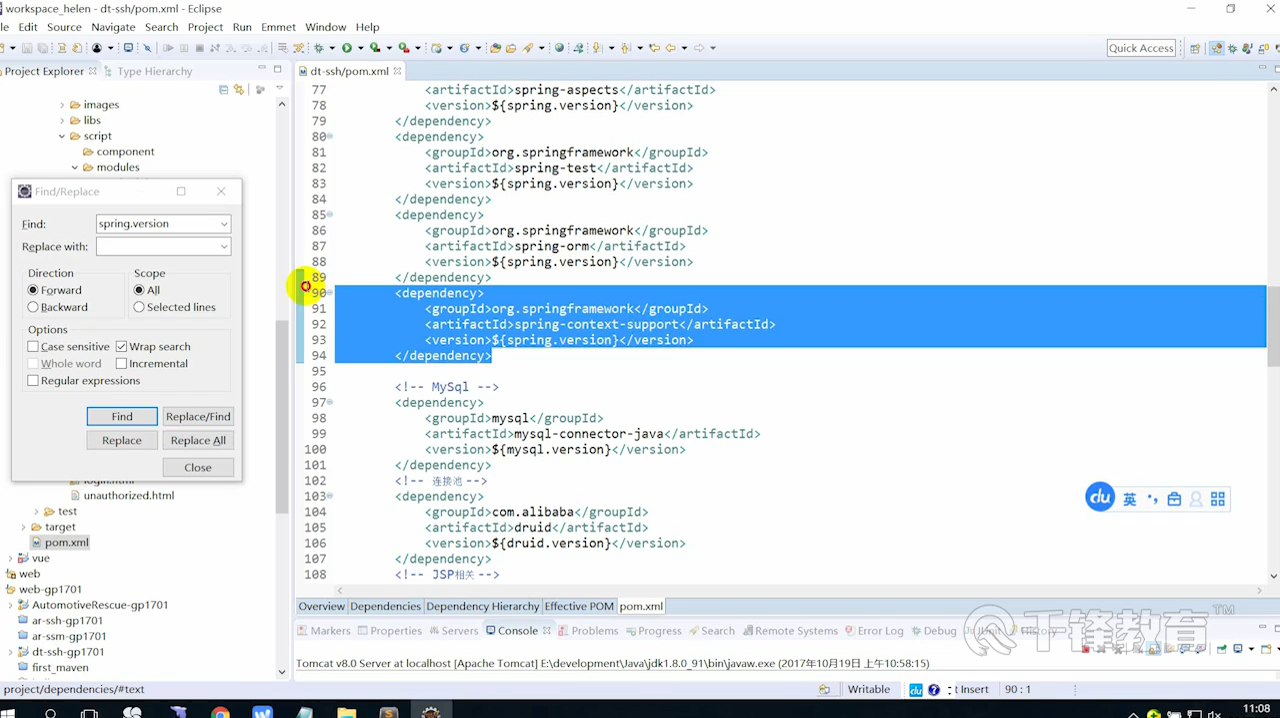 workspace_helen - dt-ssh/pom.xml - Eclipse
Edit Source Navigate Search Project Run Emmet Window Help
Quick Access
Project Explorer
Type Hierarchy
dt-ssh/pom.xml
images
libs
script
component
modules
Find/Replace
Find: spring.version
Replace with:
Direction Scope
Forward All
Backward Selected lines
Options
Case sensitive Wrap search
Whole word Incremental
Regular expressions
Find Replace/Find
Replace Replace All
Close
login.html
unauthorized.html
test
target
pom.xml
vue
web
web-gp1701
AutomotiveRescue-gp1701
ar-ssh-gp1701
ar-ssm-gp1701
dt-ssh-gp1701
first_maven
77 <artifactId>spring-aspects</artifactId>
78 <version>${spring.version}</version>
79 </dependency>
80 <dependency>
81 <groupId>org.springframework</groupId>
82 <artifactId>spring-test</artifactId>
83 <version>${spring.version}</version>
84 </dependency>
85 <dependency>
86 <groupId>org.springframework</groupId>
87 <artifactId>spring-orm</artifactId>
88 <version>${spring.version}</version>
89 </dependency>
90 <dependency>
91 <groupId>org.springframework</groupId>
92 <artifactId>spring-context-support</artifactId>
93 <version>${spring.version}</version>
94 </dependency>
95
96 <!-- MySql -->
97 <dependency>
98 <groupId>mysql</groupId>
99 <artifactId>mysql-connector-java</artifactId>
100 <version>${mysql.version}</version>
101 </dependency>
102 <!-- 连接池 -->
103 <dependency>
104 <groupId>com.alibaba</groupId>
105 <artifactId>druid</artifactId>
106 <version>${druid.version}</version>
107 </dependency>
108 <!-- JSP相关 -->
du 英
Overview Dependencies Dependency Hierarchy Effective POM pom.xml
千锋教育 TM
Markers Properties Servers Console Problems Progress Search Remote Systems Error Log Debug JUnit History
Tomcat v8.0 Server at localhost [Apache Tomcat] E:\development\Java\jdk1.8.0_91\bin\javaw.exe (2017年10月19日 上午10:58:15)
project/dependencies/#text
Writable
du
t Insert
90 : 1
11:08